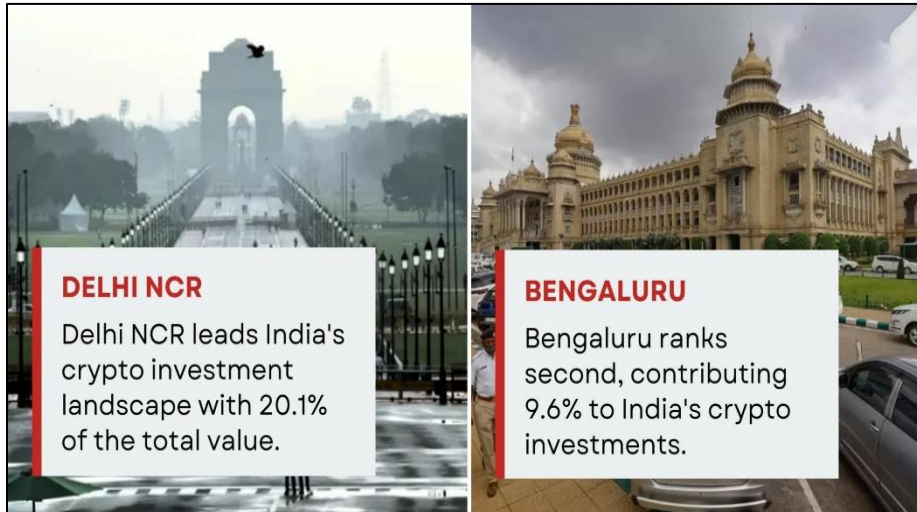 DELHI NCR
Delhi NCR leads India's
crypto investment
landscape with 20.1%
of the total value.
BENGALURU
Bengaluru ranks
second, contributing
9.6% to India's crypto
investments.